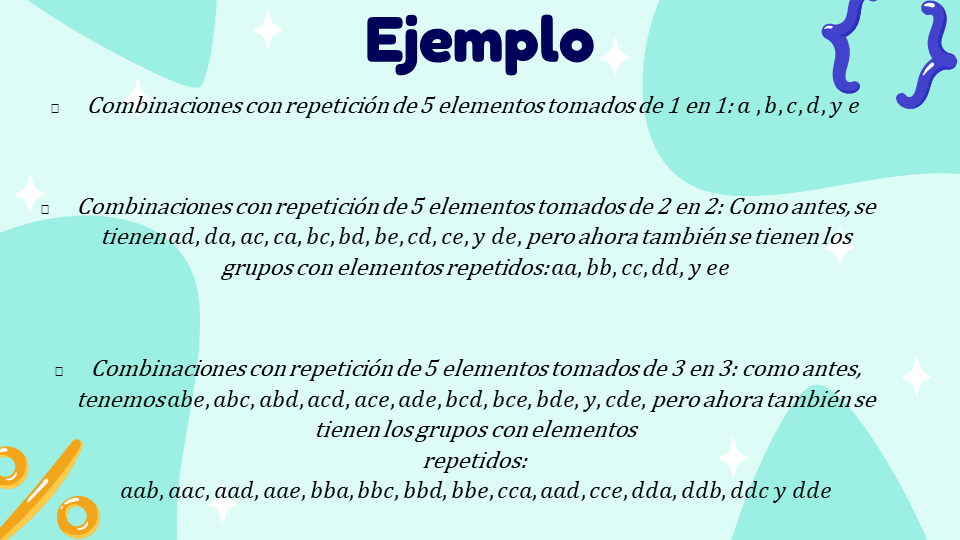 Ejemplo
Combinaciones con repetición de 5 elementos tomados de 1 en 1: a , b, c, d, y e
Combinaciones con repetición de 5 elementos tomados de 2 en 2: Como antes, se
tienen ad, da, ac, ca, bc, bd, be, cd, ce, y de, pero ahora también se tienen los
grupos con elementos repetidos: aa, bb, cc, dd, y ee
Combinaciones con repetición de 5 elementos tomados de 3 en 3: como antes,
tenemos abe, abc, abd, acd, ace, ade, bcd, bce, bde, y, cde, pero ahora también se
tienen los grupos con elementos
repetidos:
aab, aac, aad, aae, bba, bbc, bbd, bbe, cca, aad, cce, dda, ddb, ddc y dde